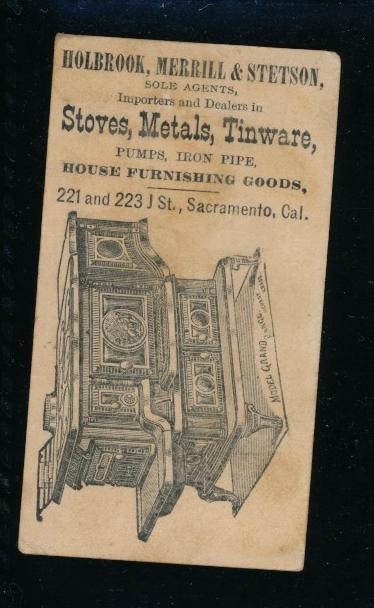 HOLBROOK, MERRILL & STETSON,
SOLE AGENTS,
Importers and Dealers in
Stoves, Metals, Tinware,
PUMPS, IRON PIPE,
HOUSE FURNISHING GOODS,
221 and 223 J St., Sacramento, Cal.
MODEL GRAND